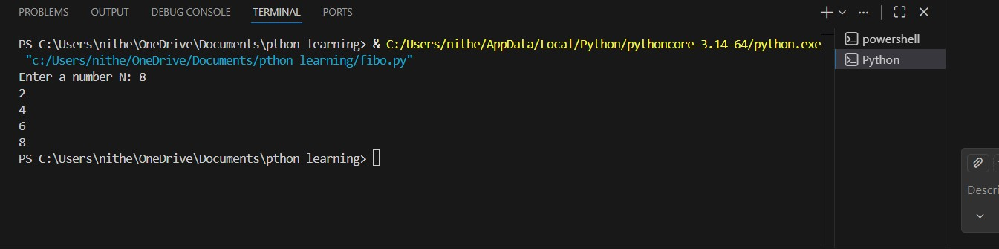 PROBLEMS OUTPUT DEBUG CONSOLE TERMINAL PORTS
PS C:\Users\nithe\OneDrive\Documents\pthon learning> & C:/Users/nithe/AppData/Local/Python/pythoncore-3.14-64/python.exe
"c:/Users/nithe/OneDrive/Documents/pthon learning/fibo.py"
Enter a number N: 8
2
4
6
8
PS C:\Users\nithe\OneDrive\Documents\pthon learning>
powershell
Python
Descri